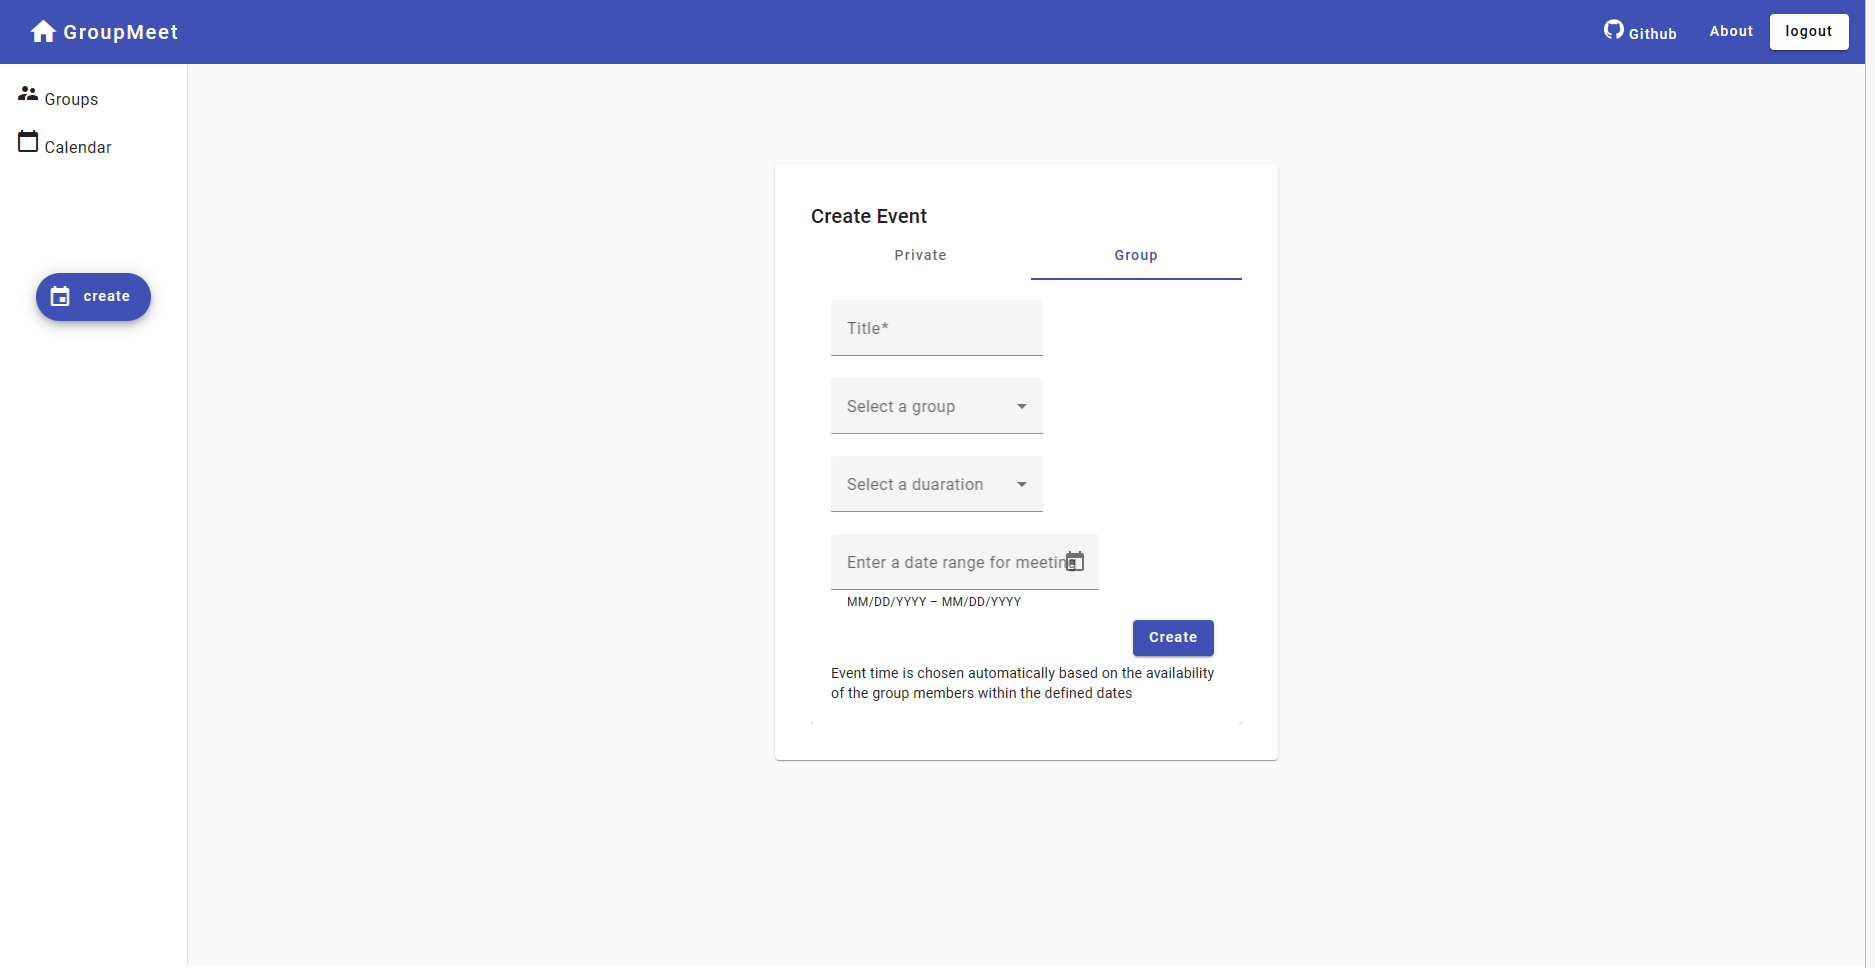 GroupMeet
Github
About
logout
Groups
Calendar
create
Create Event
Private
Group
Title*
Select a group
Select a duaration
Enter a date range for meeting
MM/DD/YYYY – MM/DD/YYYY
Create
Event time is chosen automatically based on the availability
of the group members within the defined dates